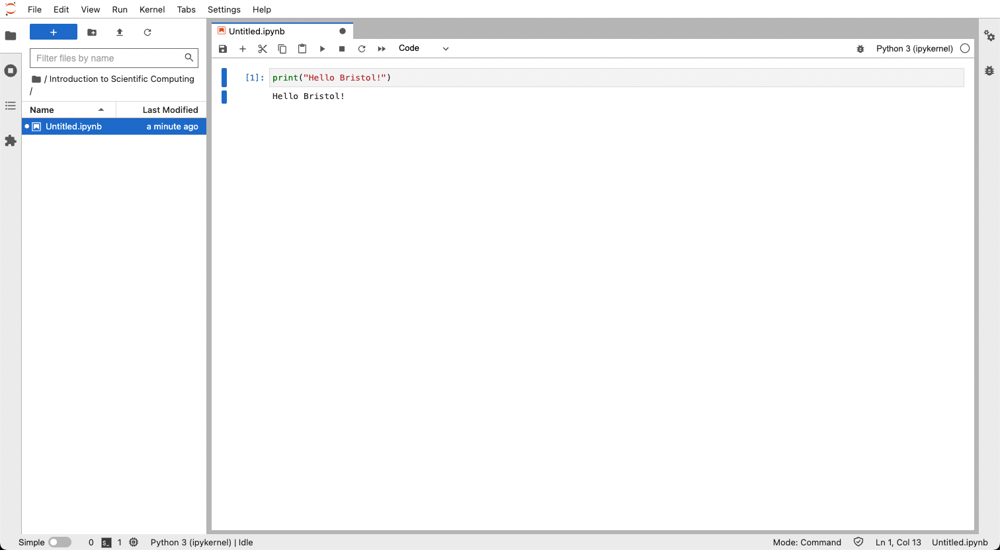 File Edit View Run Kernel Tabs Settings Help
Filter files by name
/ Introduction to Scientific Computing
/
Name Last Modified
Untitled.ipynb a minute ago
Untitled.ipynb
Code Python 3 (ipykernel)
[1]: print("Hello Bristol!")
Hello Bristol!
Simple 0 $_ 1 Python 3 (ipykernel) | Idle Mode: Command Ln 1, Col 13 Untitled.ipynb